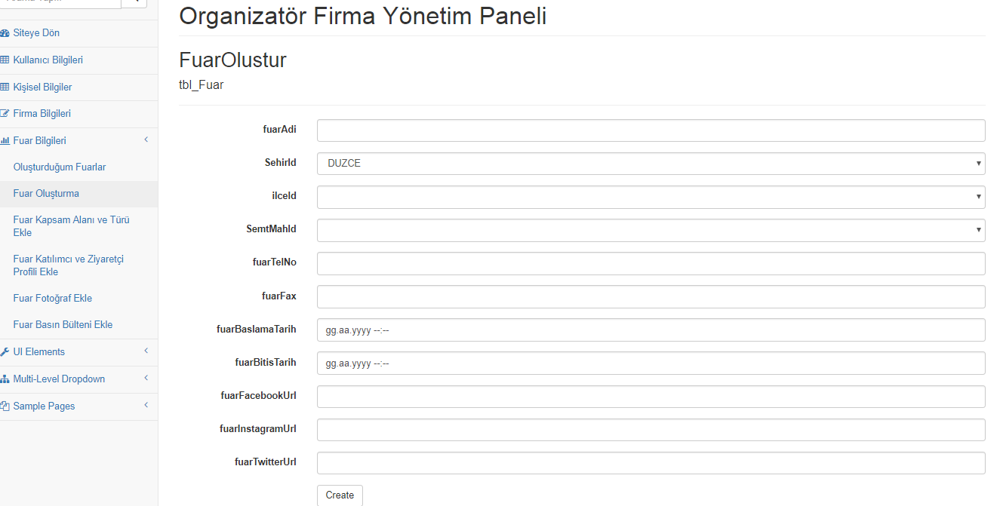 Organizatör Firma Yönetim Paneli
Siteye Dön
Kullanıcı Bilgileri
Kişisel Bilgiler
Firma Bilgileri
Fuar Bilgileri
Oluşturduğum Fuarlar
Fuar Oluşturma
Fuar Kapsam Alanı ve Türü
Ekle
Fuar Katılımcı ve Ziyaretçi
Profili Ekle
Fuar Fotoğraf Ekle
Fuar Basın Bülteni Ekle
UI Elements
Multi-Level Dropdown
Sample Pages
FuarOlustur
tbl_Fuar
fuarAdi
SehirId DUZCE
ilceId
SemtMahId
fuarTelNo
fuarFax
fuarBaslamaTarih gg.aa.yyyy --:--
fuarBitisTarih gg.aa.yyyy --:--
fuarFacebookUrl
fuarInstagramUrl
fuarTwitterUrl
Create